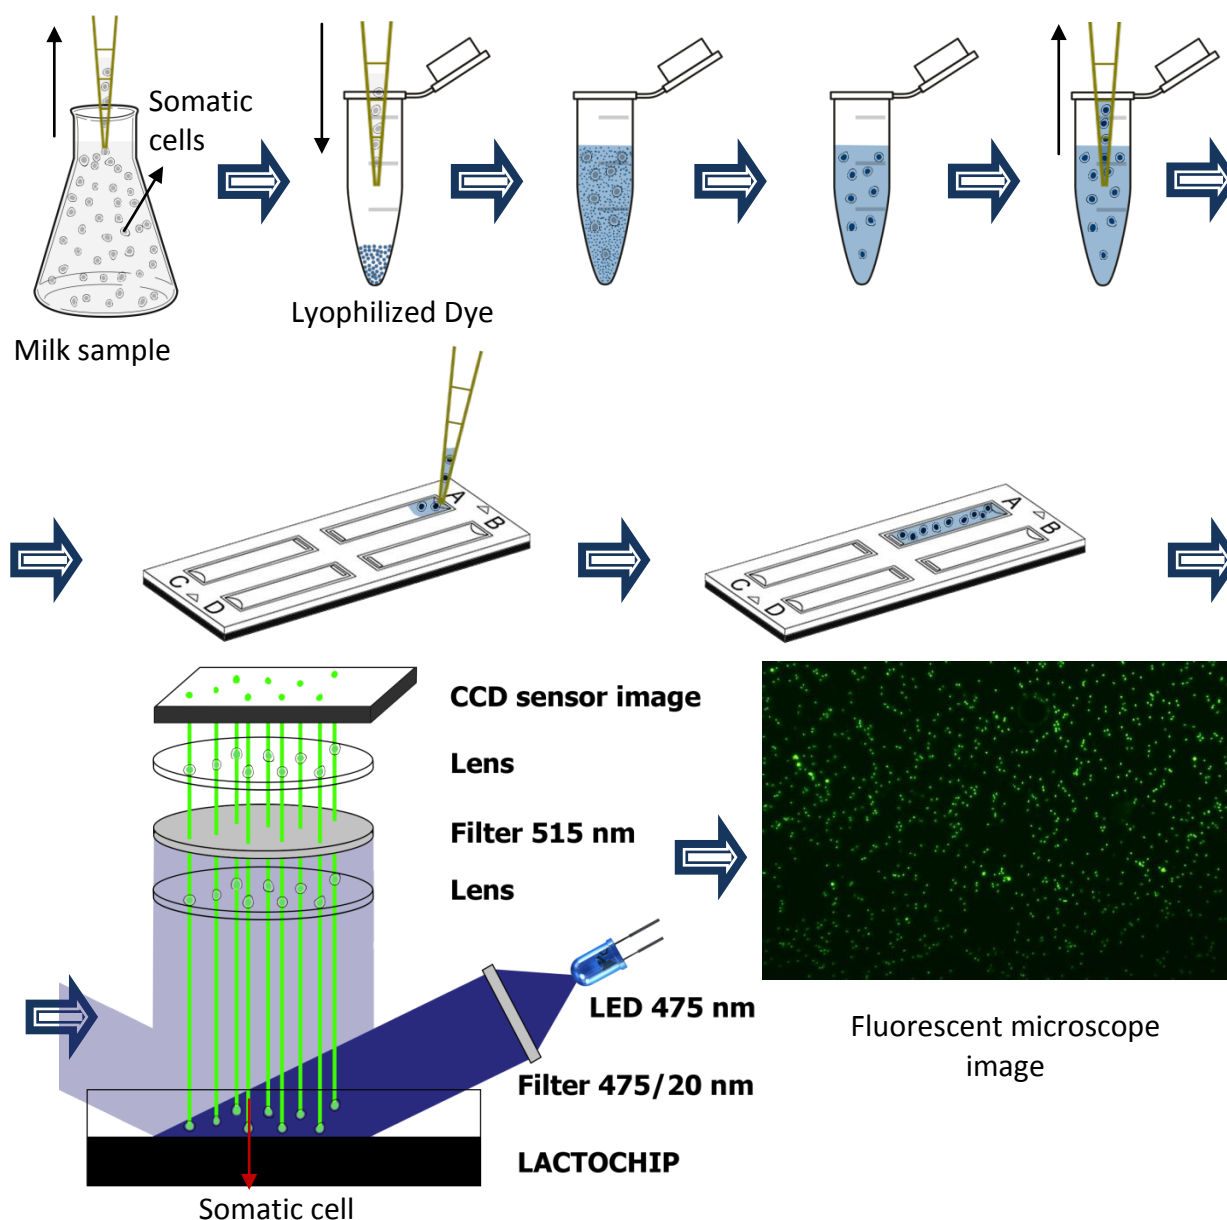 Somatic
cells
Lyophilized Dye
Milk sample
A
B
C
D
A
B
C
D
CCD sensor image
Lens
Filter 515 nm
Lens
LED 475 nm
Filter 475/20 nm
LACTOCHIP
Somatic cell
Fluorescent microscope
image